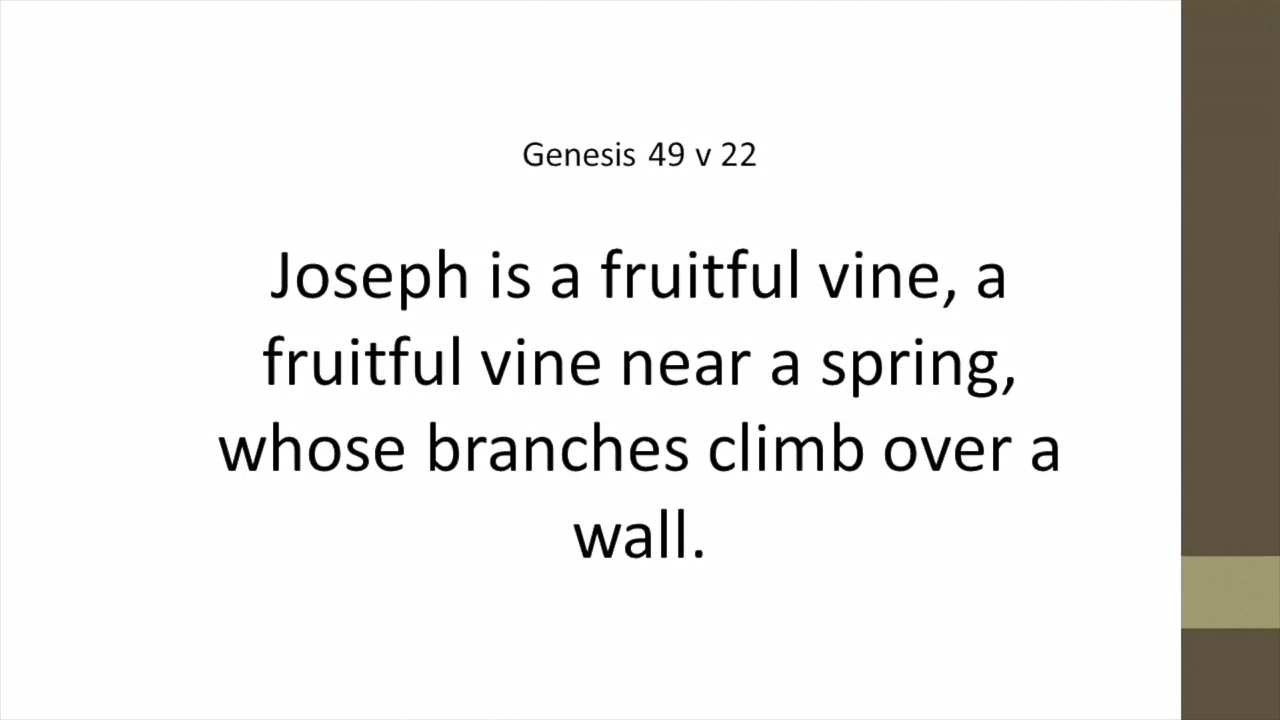 Genesis 49 v 22
Joseph is a fruitful vine, a
fruitful vine near a spring,
whose branches climb over a
wall.